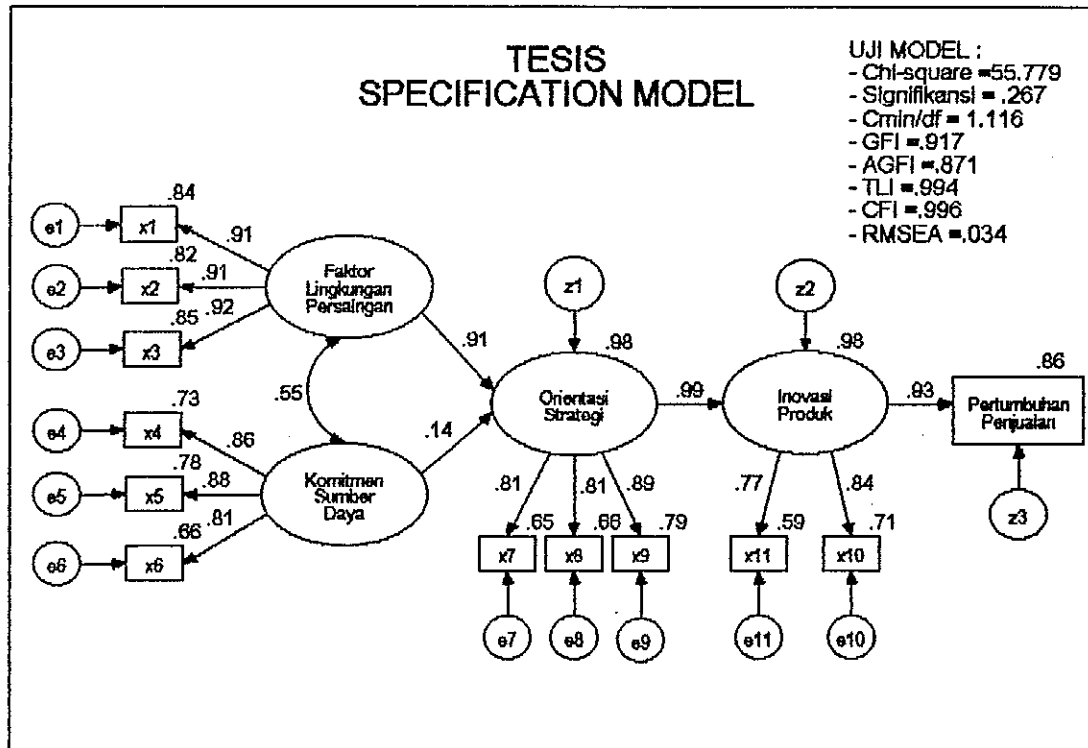 TESIS
SPECIFICATION MODEL
UJI MODEL :
- Chi-square =55.779
- Signifikansi = .267
- Cmin/df = 1.116
- GFI =.917
- AGFI =.871
- TLI =.994
- CFI =.996
- RMSEA =.034
.84
e1
x1
.91
.82
e2
x2
.91
.85
e3
x3
.92
Faktor
Lingkungan
Persaingan
.55
.73
e4
x4
.86
.78
e5
x5
.88
.66
e6
x6
.81
Komitmen
Sumber
Daya
.91
.14
z1
.98
Orientasi
Strategi
.99
z2
.98
Inovasi
Produk
.93
.86
Pertumbuhan
Penjualan
z3
.81
.81
.89
.65
.66
.79
x7
x8
x9
e7
e8
e9
.77
.84
.59
.71
x11
x10
e11
e10